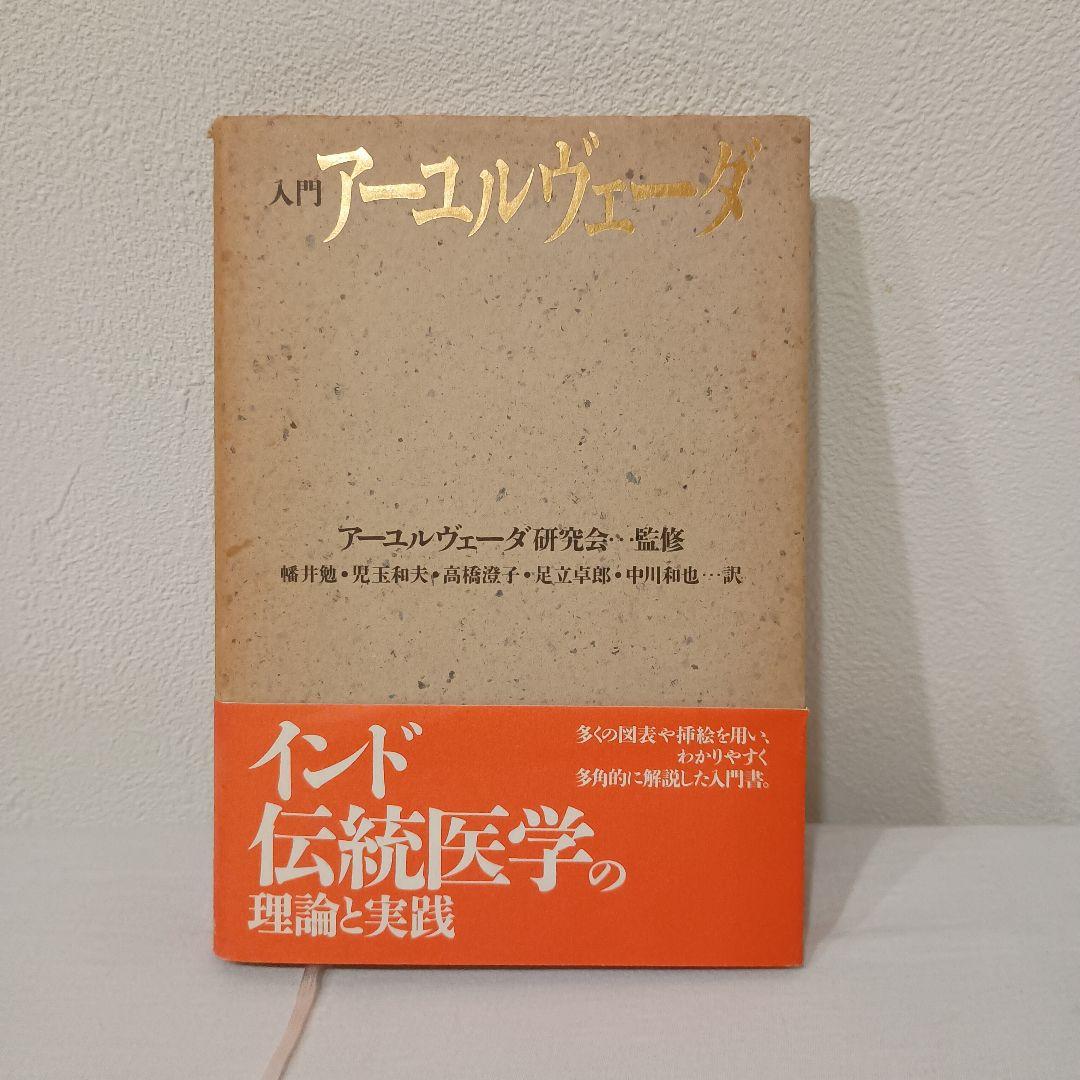 入門 アーユルヴェーダ
アーユルヴェーダ研究会…監修
幡井勉・児玉和夫・高橋澄子・足立卓郎・中川和也…訳
インド
伝統医学の
理論と実践
多くの図表や挿絵を用い、
わかりやすく
多角的に解説した入門書。